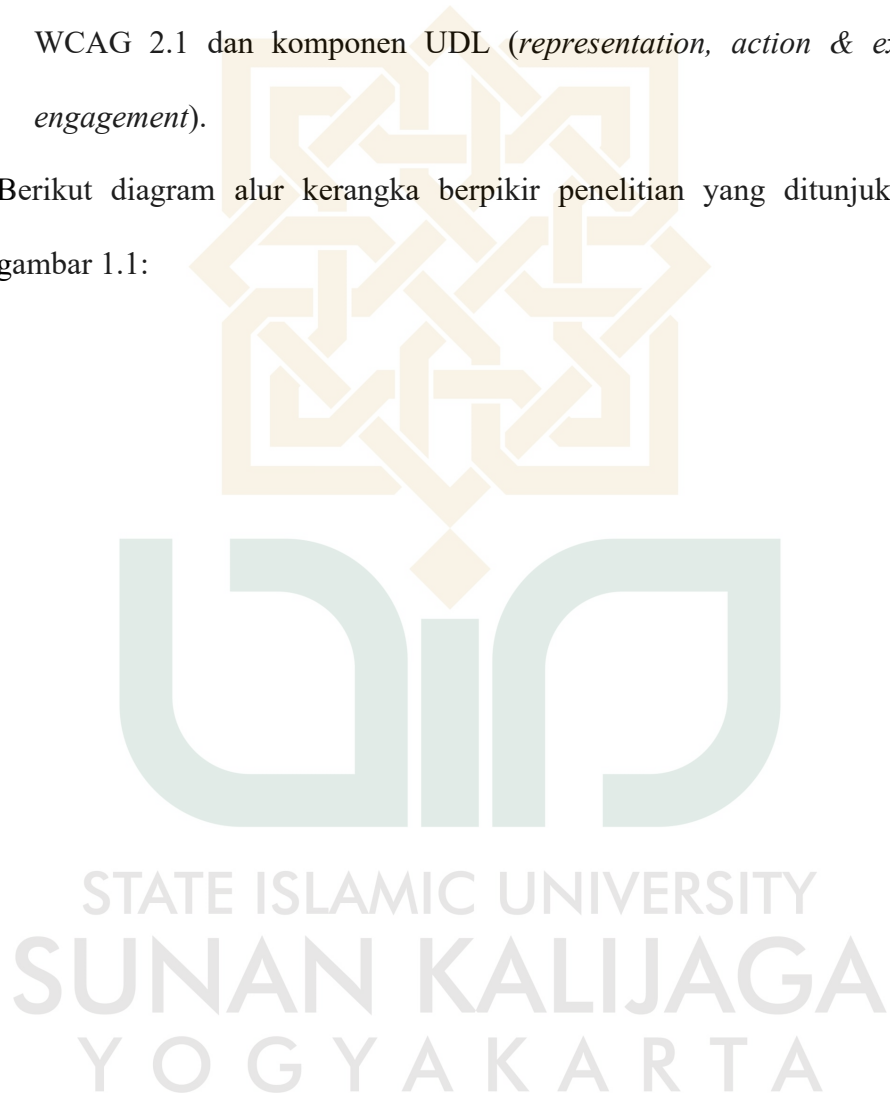 WCAG 2.1 dan komponen UDL (representation, action &
engagement).
Berikut diagram alur kerangka berpikir penelitian yang
gambar 1.1:
STATE ISLAMIC UNIVERSITY
SUNAN KALIJAGA
YOGYAKARTA